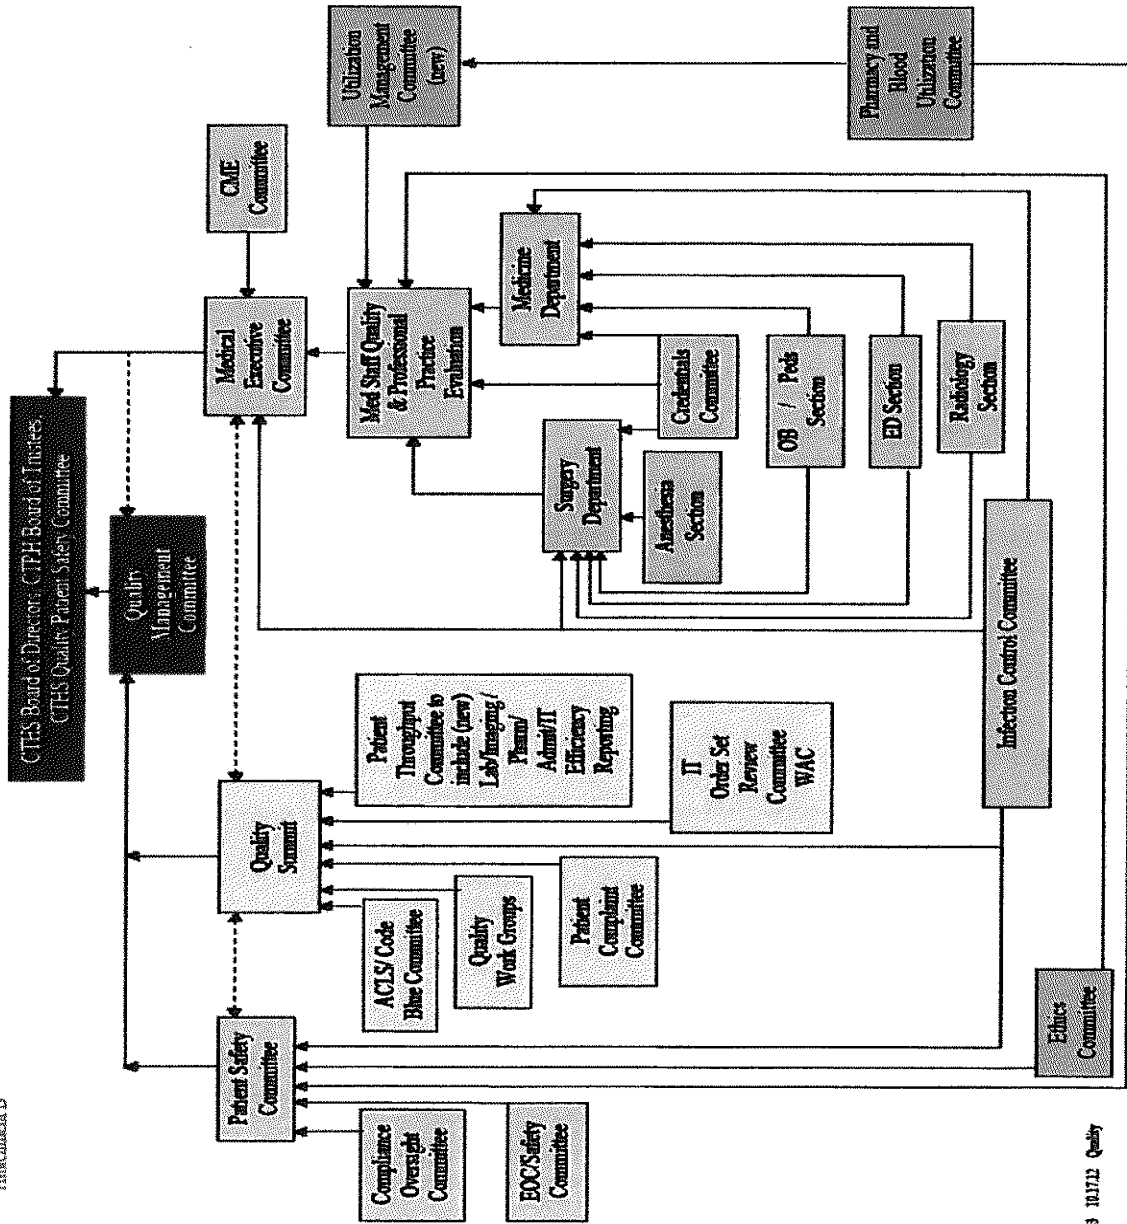 CTHS Board of Directors CTPH Board of Trustees
CTHS Quality Patient Safety Committee
Quality
Management
Committee
Patient Safety
Committee
Quality
Summit
Medical
Executive
Committee
CME
Committee
Compliance
Oversight
Committee
EOC/Safety
Committee
ACLS/ Code
Blue Committee
Quality
Work Groups
Patient
Complaint
Committee
Patient
Throughput
Committee to
include (new)
Lab/Imaging /
Pharm/
Admit/IT
Efficiency
Reporting
IT
Order Set
Review
Committee
WAC
Med Staff Quality
& Professional
Practice
Evaluation
Utilization
Management
Committee
(new)
Surgery
Department
Medicine
Department
Anesthesia
Section
Credentials
Committee
OB / Peds
Section
ED Section
Radiology
Section
Pharmacy and
Blood
Utilization
Committee
Infection Control Committee
Ethics
Committee
10.17.12 Quality